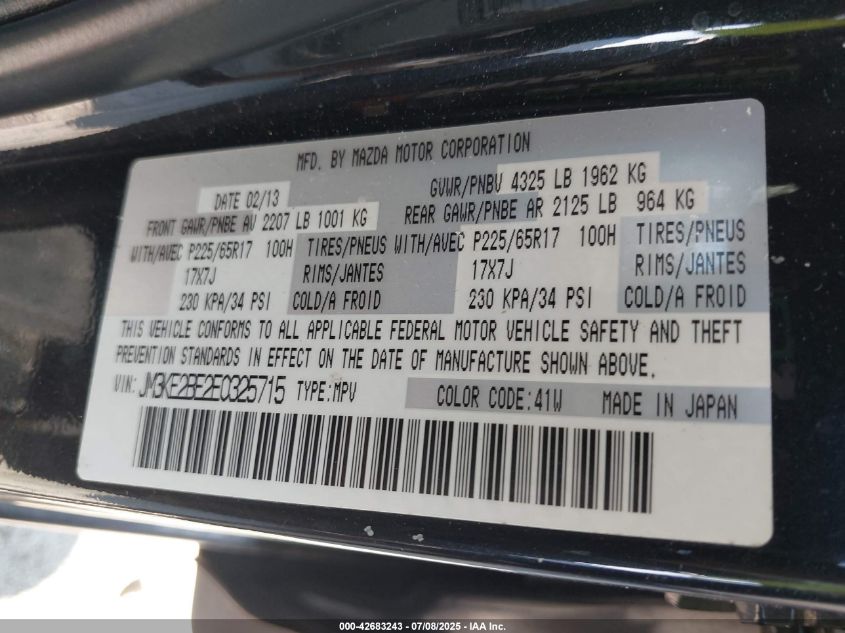 MFD. BY MAZDA MOTOR CORPORATION
DATE 02/13 GVWR/PNBV 4325 LB 1962 KG
FRONT GAWR/PNBE AV 2207 LB 1001 KG REAR GAWR/PNBE AR 2125 LB 964 KG
WITH/AVEC P225/65R17 100H TIRES/PNEUS WITH/AVEC P225/65R17 100H TIRES/PNEUS
17X7J RIMS/JANTES 17X7J RIMS/JANTES
230 KPA/34 PSI COLD/A FROID 230 KPA/34 PSI COLD/A FROID
THIS VEHICLE CONFORMS TO ALL APPLICABLE FEDERAL MOTOR VEHICLE SAFETY AND THEFT
PREVENTION STANDARDS IN EFFECT ON THE DATE OF MANUFACTURE SHOWN ABOVE.
VIN: JM3KE2BE2E0325715 TYPE:MPV COLOR CODE:41W MADE IN JAPAN
000-42683243 - 07/08/2025 - IAA Inc.